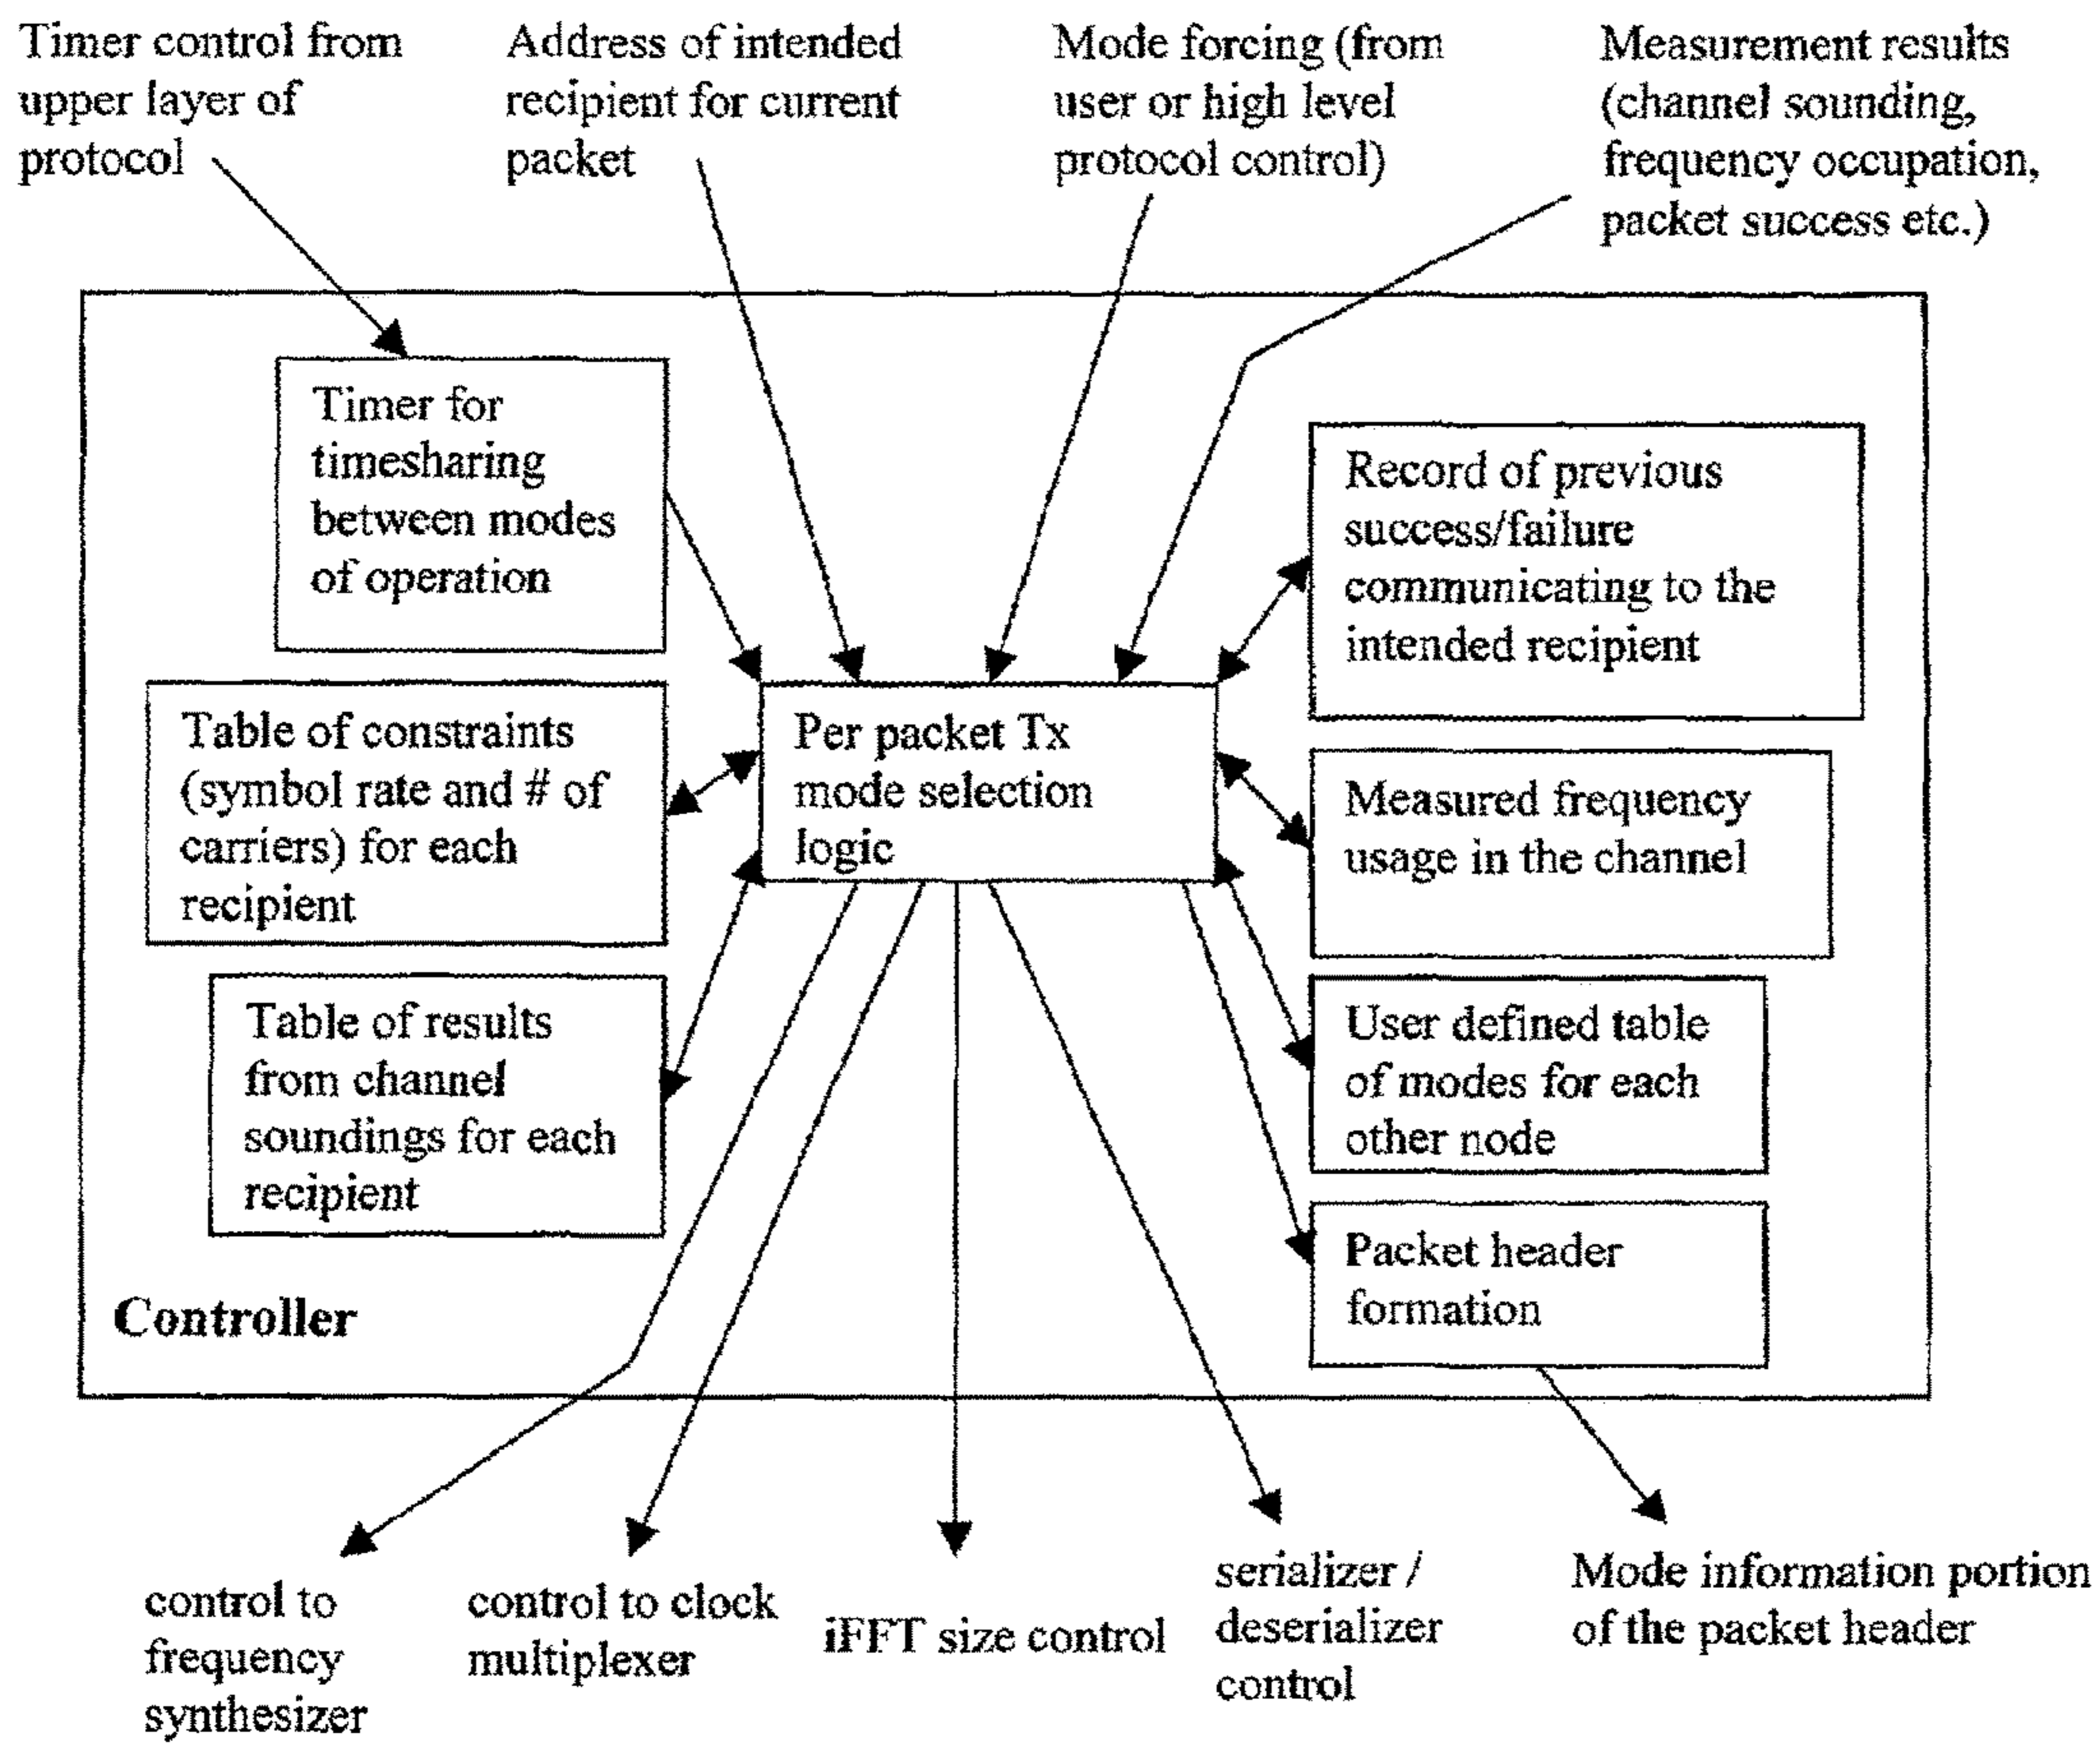 Timer control from
upper layer of
protocol
Address of intended
recipient for current
packet
Mode forcing (from
user or high level
protocol control)
Measurement results
(channel sounding,
frequency occupation,
packet success etc.)
Timer for
timesharing
between modes
of operation
Record of previous
success/failure
communicating to the
intended recipient
Table of constraints
(symbol rate and # of
carriers) for each
recipient
Per packet Tx
mode selection
logic
Measured frequency
usage in the channel
Table of results
from channel
soundings for each
recipient
User defined table
of modes for each
other node
Packet header
formation
Controller
control to
frequency
synthesizer
control to clock
multiplexer
iFFT size control
serializer /
deserializer
control
Mode information portion
of the packet header